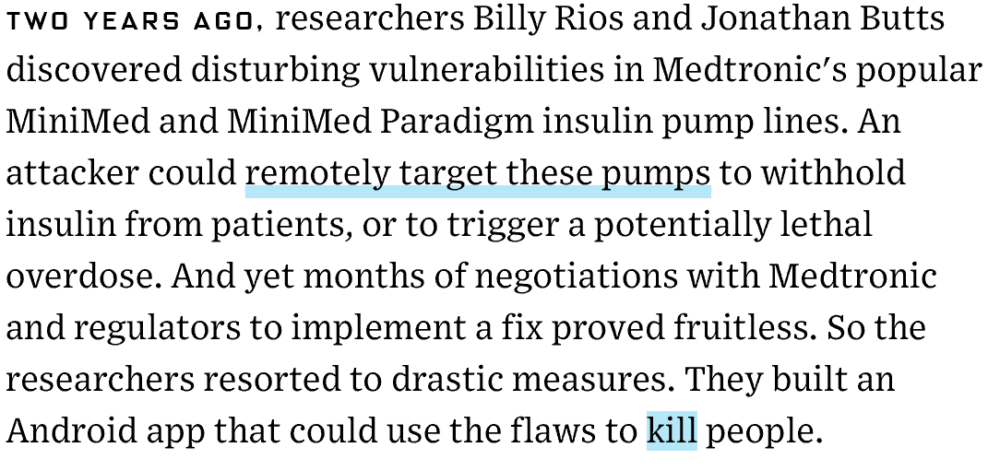 TWO YEARS AGO, researchers Billy Rios and Jonathan Butts
discovered disturbing vulnerabilities in Medtronic's popular
MiniMed and MiniMed Paradigm insulin pump lines. An
attacker could remotely target these pumps to withhold
insulin from patients, or to trigger a potentially lethal
overdose. And yet months of negotiations with Medtronic
and regulators to implement a fix proved fruitless. So the
researchers resorted to drastic measures. They built an
Android app that could use the flaws to kill people.